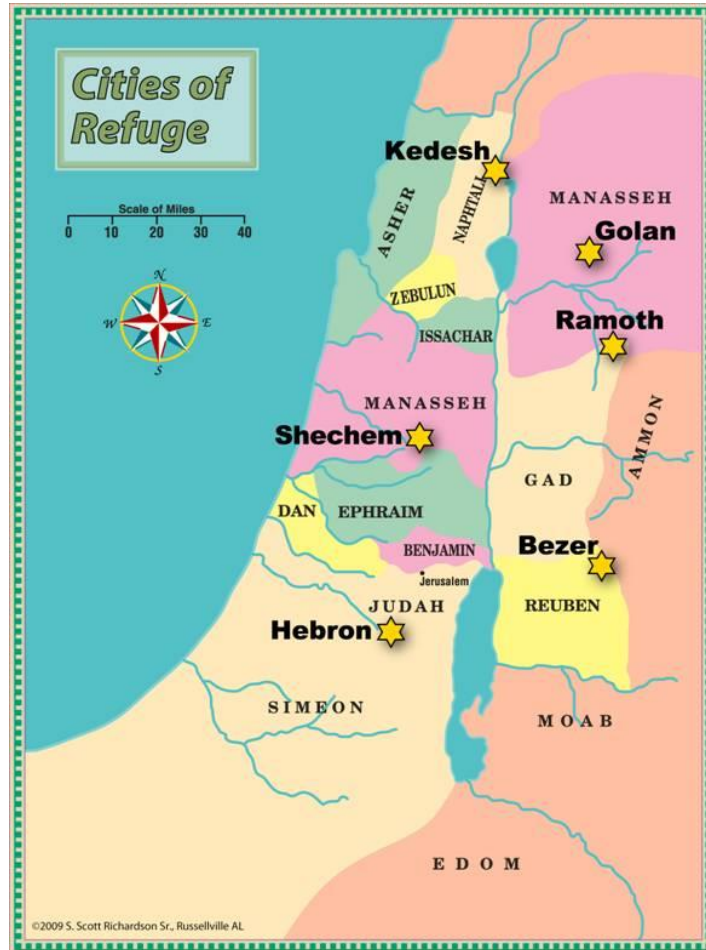 Cities of
Refuge
Scale of Miles
0 10 20 30 40
N
W E
S
Kedesh
NAPHTALI
ASHER
MANASSEH
Golan
ZEBULUN
ISSACHAR
Ramoth
MANASSEH
Shechem
AMMON
GAD
DAN
EPHRAIM
BENJAMIN
Bezer
Jerusalem
JUDAH
REUBEN
Hebron
SIMEON
MOAB
EDOM
©2009 S. Scott Richardson Sr., Russellville AL